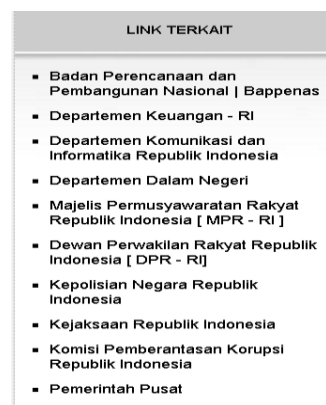 LINK TERKAIT
Badan Perencanaan dan
Pembangunan Nasional | Bappenas
Departemen Keuangan - RI
Departemen Komunikasi dan
Informatika Republik Indonesia
Departemen Dalam Negeri
Majelis Permusyawaratan Rakyat
Republik Indonesia [ MPR - RI ]
Dewan Perwakilan Rakyat Republik
Indonesia [ DPR - RI]
Kepolisian Negara Republik
Indonesia
Kejaksaan Republik Indonesia
Komisi Pemberantasan Korupsi
Republik Indonesia
Pemerintah Pusat